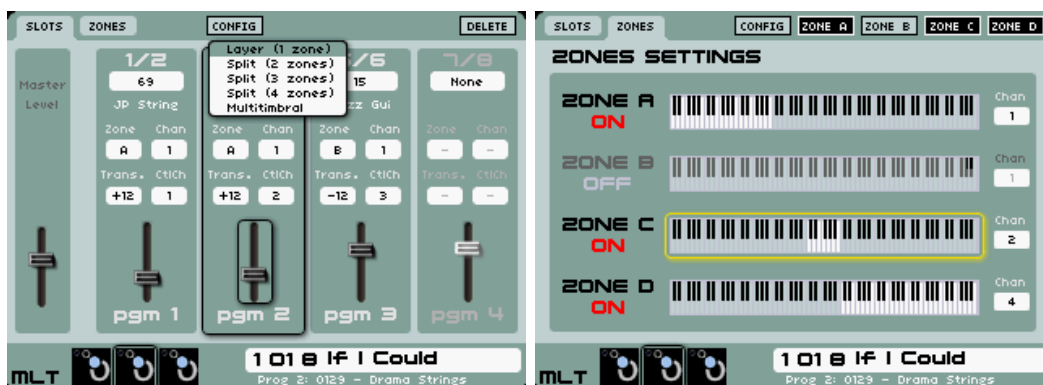 SLOTS ZONES CONFIG DELETE
Layer (1 zone)
Split (2 zones)
Split (3 zones)
Split (4 zones)
Multitimbral
Master
Level
1/2 /6 7/8
69 15 None
JP String zz Gui
Zone Chan Zone Chan Zone Chan Zone Chan
A 1 A 1 B 1 - -
Trans. CtlCh Trans. CtlCh Trans. CtlCh Trans. CtlCh
+12 1 +12 2 -12 3 - -
pgm 1 pgm 2 pgm 3 pgm 4
MLT
1 018 If I Could
Prog 2: 0129 - Drama Strings
SLOTS ZONES CONFIG ZONE A ZONE B ZONE C ZONE D
ZONES SETTINGS
ZONE A
ON
Chan
1
ZONE B
OFF
Chan
1
ZONE C
ON
Chan
2
ZONE D
ON
Chan
4
MLT
1 018 If I Could
Prog 2: 0129 - Drama Strings